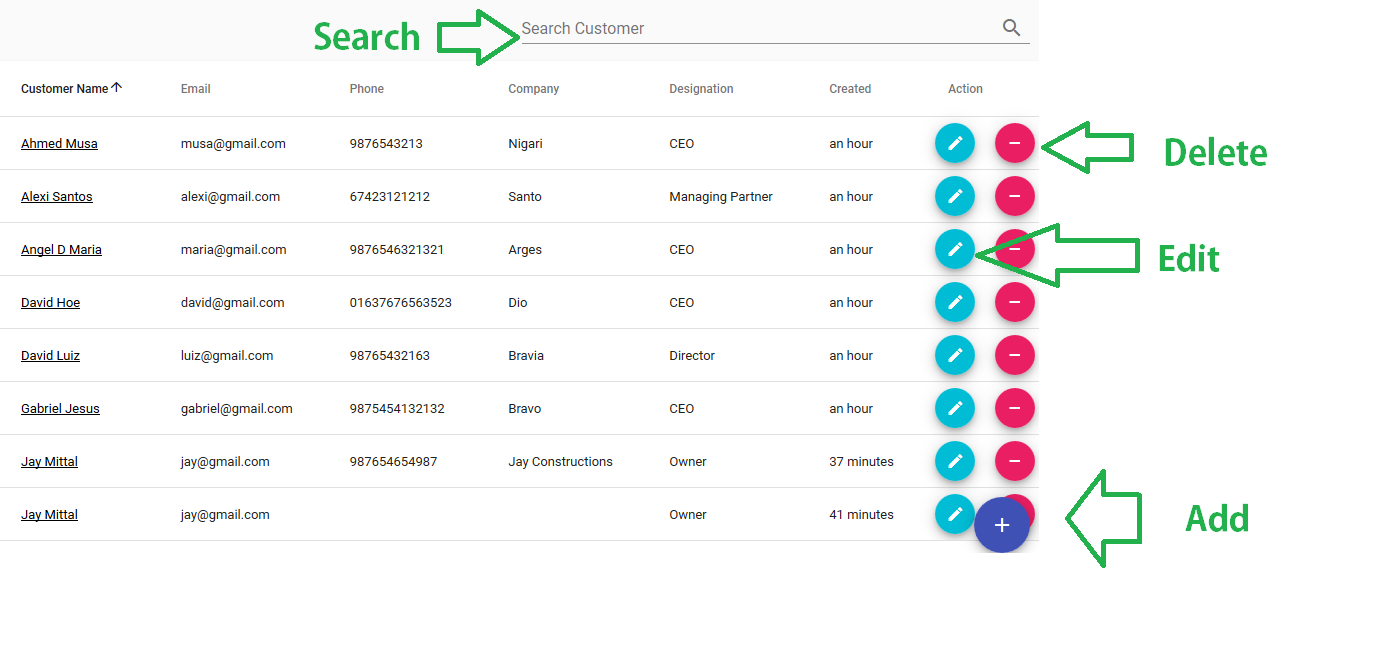 Search Search Customer
Customer Name Email Phone Company Designation Created Action
Ahmed Musa musa@gmail.com 9876543213 Nigari CEO an hour Delete
Alexi Santos alexi@gmail.com 67423121212 Santo Managing Partner an hour
Angel D Maria maria@gmail.com 9876546321321 Arges CEO an hour Edit
David Hoe david@gmail.com 01637676563523 Dio CEO an hour
David Luiz luiz@gmail.com 98765432163 Bravia Director an hour
Gabriel Jesus gabriel@gmail.com 9875454132132 Bravo CEO an hour
Jay Mittal jay@gmail.com 987654654987 Jay Constructions Owner 37 minutes
Jay Mittal jay@gmail.com Owner 41 minutes Add